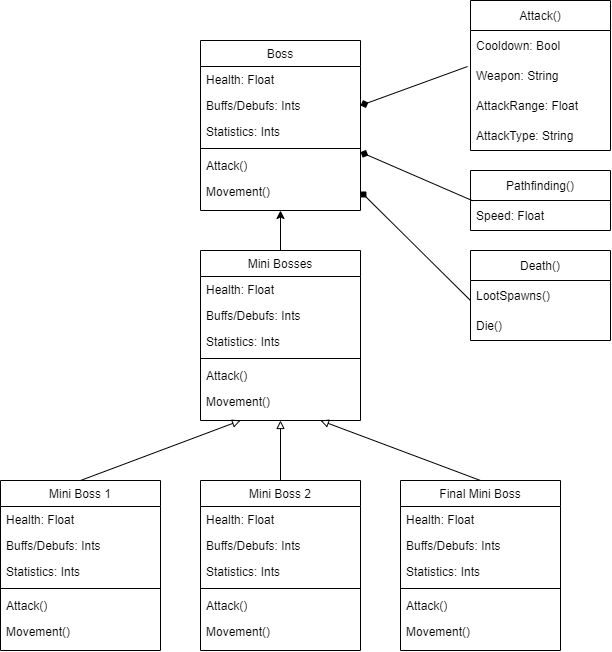 Attack()
Cooldown: Bool
Weapon: String
AttackRange: Float
AttackType: String
Boss
Health: Float
Buffs/Debufs: Ints
Statistics: Ints
Attack()
Movement()
Pathfinding()
Speed: Float
Death()
LootSpawns()
Die()
Mini Bosses
Health: Float
Buffs/Debufs: Ints
Statistics: Ints
Attack()
Movement()
Mini Boss 1
Health: Float
Buffs/Debufs: Ints
Statistics: Ints
Attack()
Movement()
Mini Boss 2
Health: Float
Buffs/Debufs: Ints
Statistics: Ints
Attack()
Movement()
Final Mini Boss
Health: Float
Buffs/Debufs: Ints
Statistics: Ints
Attack()
Movement()